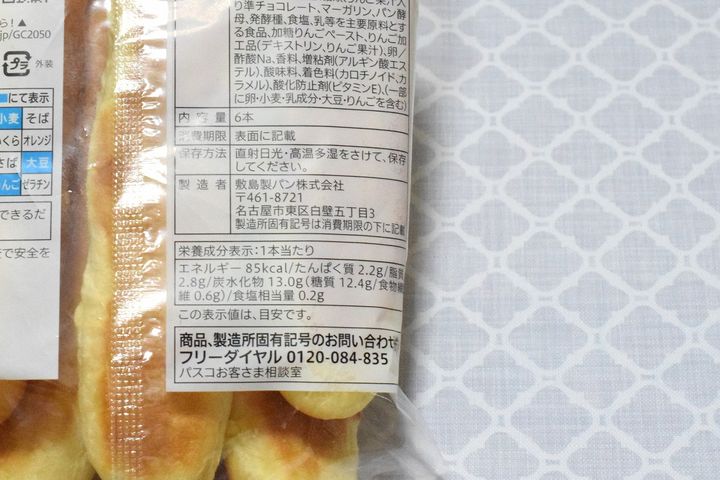 jp/GC2050
プラ 外装
にて表示
小麦 そば
いくら オレンジ
さば 大豆
りんご ゼラチン
できるだ
で安全を
り準チョコレート、マーガリン、パン酵
母、発酵種、食塩、乳等を主要原料とす
る食品、加糖りんごペースト、りんご加
工品(デキストリン、りんご果汁)、卵/
酢酸Na、香料、増粘剤(アルギン酸エス
テル)、酸味料、着色料(カロチノイド、カ
ラメル)、酸化防止剤(ビタミンE)、(一部
に卵・小麦・乳成分・大豆・りんごを含む)
内容量 6本
消費期限 表面に記載
保存方法 直射日光・高温多湿をさけて、保存
してください。
製造者 敷島製パン株式会社
〒461-8721
名古屋市東区白壁五丁目3
製造所固有記号は消費期限の下に記載
栄養成分表示:1本当たり
エネルギー 85kcal/たんぱく質 2.2g/脂質
2.8g/炭水化物 13.0g(糖質 12.4g/食物繊
維 0.6g)/食塩相当量 0.2g
この表示値は、目安です。
商品、製造所固有記号のお問い合わせ
フリーダイヤル 0120-084-835
パスコお客さま相談室